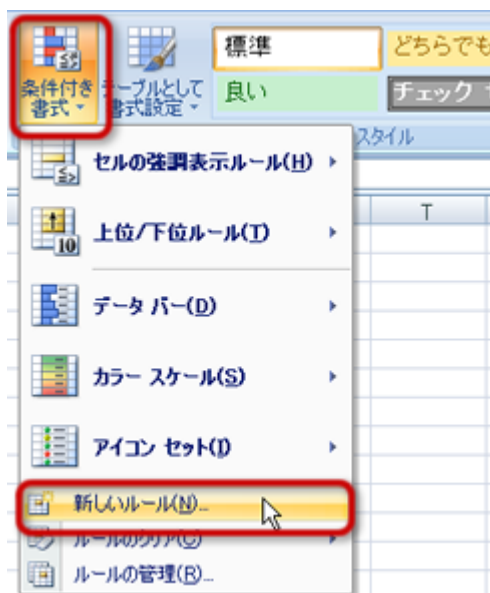 標準
どちらでも
条件付き
書式
テーブルとして
書式設定
良い
チェック
スタイル
セルの強調表示ルール(H)
T
上位/下位ルール(T)
データ バー(D)
カラー スケール(S)
アイコン セット(I)
新しいルール(N)...
ルールのクリア(C)
ルールの管理(R)...